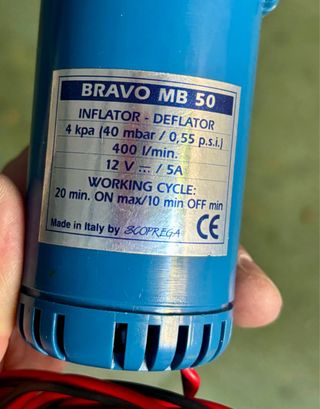 BRAVO MB 50
INFLATOR - DEFLATOR
4 kpa (40 mbar / 0,55 p.s.i.)
400 l/min.
12 V ⎓ / 5A
WORKING CYCLE:
20 min. ON max/10 min OFF min
Made in Italy by SCOPREGA
CE